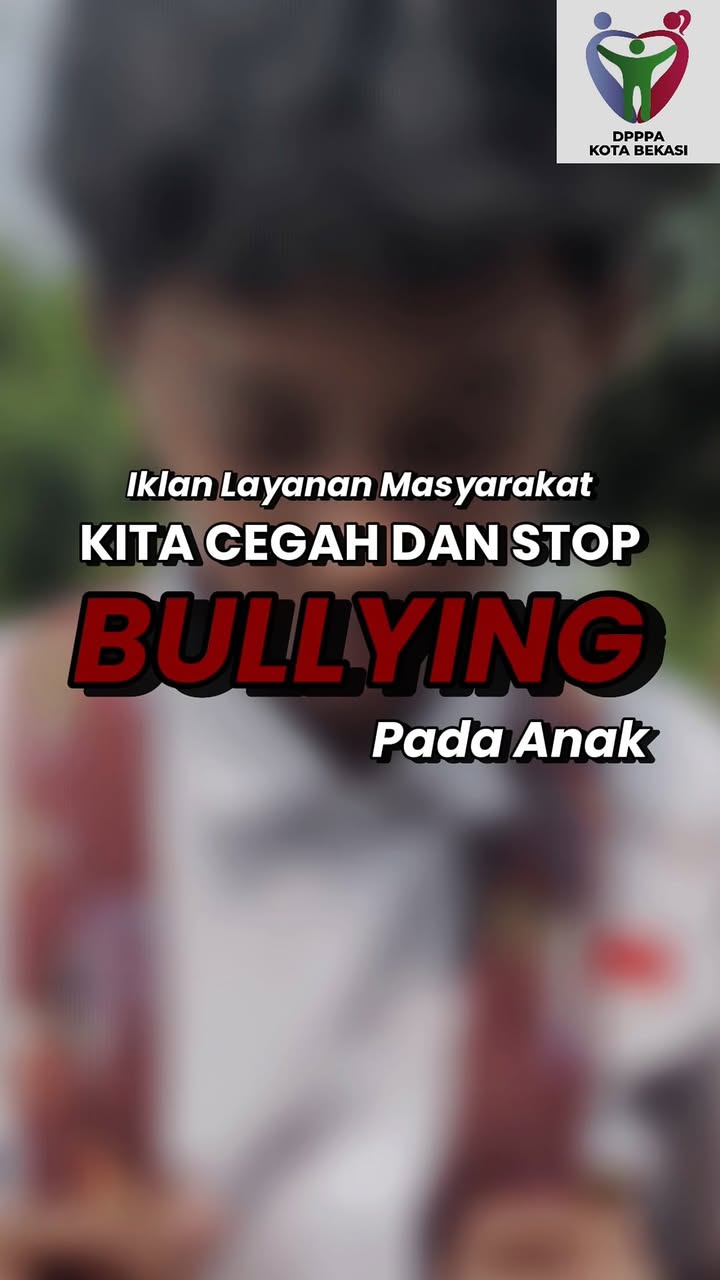 DPPPA
KOTA BEKASI
Iklan Layanan Masyarakat
KITA CEGAH DAN STOP
BULLYING
Pada Anak